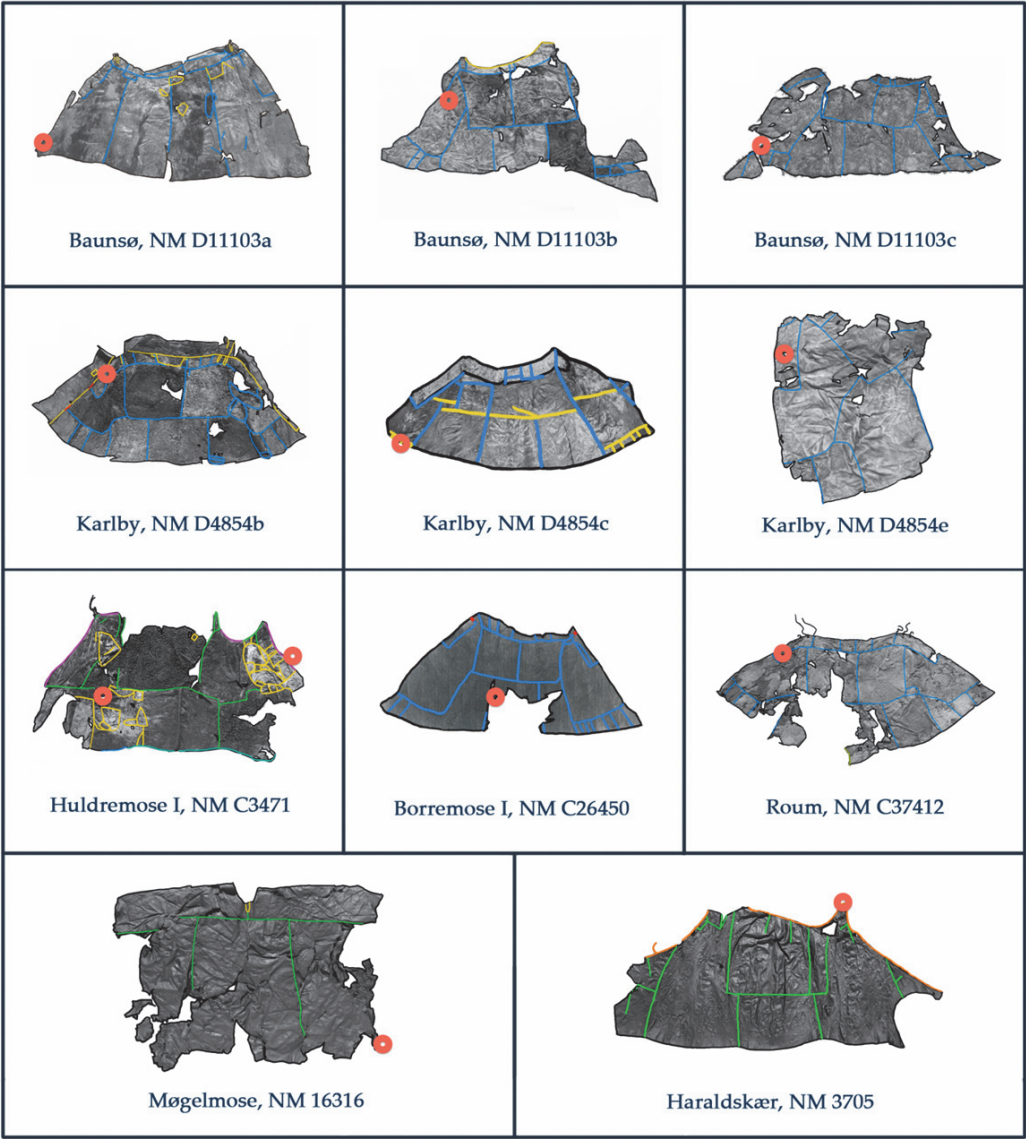 Baunsø, NM D11103a
Baunsø, NM D11103b
Baunsø, NM D11103c
Karlby, NM D4854b
Karlby, NM D4854c
Karlby, NM D4854e
Huldremose I, NM C3471
Borremose I, NM C26450
Roum, NM C37412
Møgelmose, NM 16316
Haraldskær, NM 3705